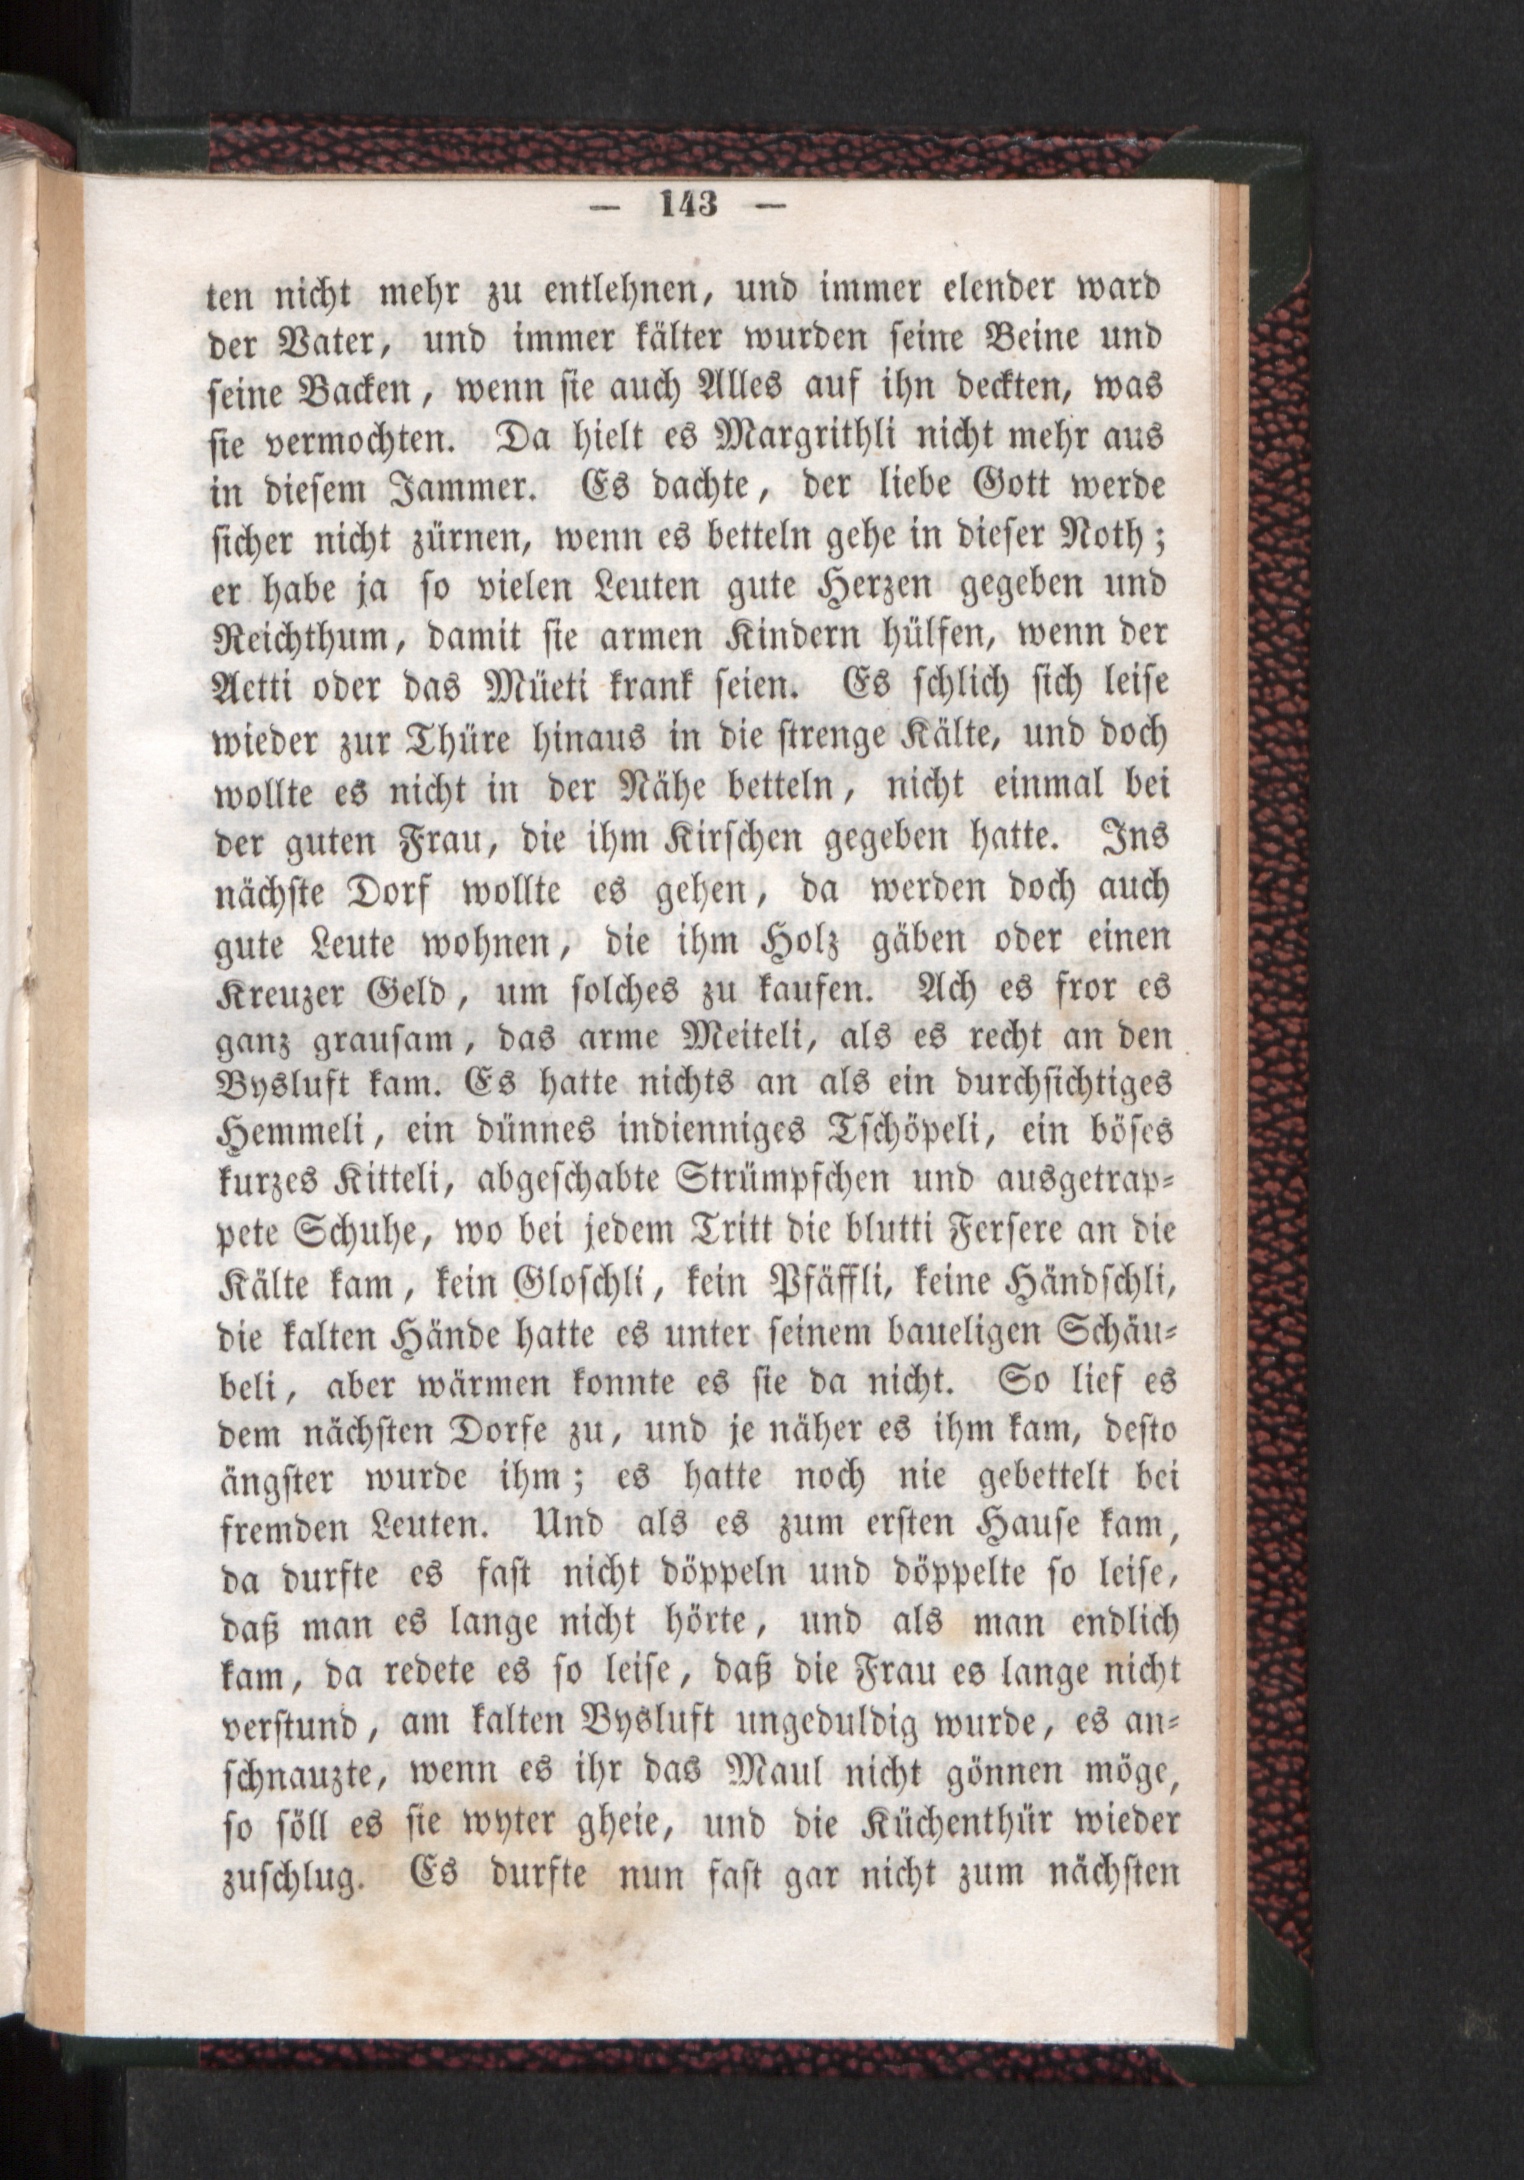 — 143 —
ten nicht mehr zu entlehnen, und immer elender ward
der Vater, und immer kälter wurden seine Beine und
seine Backen, wenn sie auch Alles auf ihn deckten, was
sie vermochten. Da hielt es Margrithli nicht mehr aus
in diesem Jammer. Es dachte, der liebe Gott werde
sicher nicht zürnen, wenn es betteln gehe in dieser Noth;
er habe ja so vielen Leuten gute Herzen gegeben und
Reichthum, damit sie armen Kindern hülfen, wenn der
Aetti oder das Müeti krank seien. Es schlich sich leise
wieder zur Thüre hinaus in die strenge Kälte, und doch
wollte es nicht in der Nähe betteln, nicht einmal bei
der guten Frau, die ihm Kirschen gegeben hatte. Ins
nächste Dorf wollte es gehen, da werden doch auch
gute Leute wohnen, die ihm Holz gäben oder einen
Kreuzer Geld, um solches zu kaufen. Ach es fror es
ganz grausam, das arme Meiteli, als es recht an den
Bysluft kam. Es hatte nichts an als ein durchsichtiges
Hemmeli, ein dünnes indienniges Tschöpeli, ein böses
kurzes Kitteli, abgeschabte Strümpfchen und ausgetrap-
pete Schuhe, wo bei jedem Tritt die blutti Fersere an die
Kälte kam, kein Gloschli, kein Pfäffli, keine Händschli,
die kalten Hände hatte es unter seinem baueligen Schäu-
beli, aber wärmen konnte es sie da nicht. So lief es
dem nächsten Dorfe zu, und je näher es ihm kam, desto
ängster wurde ihm; es hatte noch nie gebettelt bei
fremden Leuten. Und als es zum ersten Hause kam,
da durfte es fast nicht döppeln und döppelte so leise,
daß man es lange nicht hörte, und als man endlich
kam, da redete es so leise, daß die Frau es lange nicht
verstund, am kalten Bysluft ungeduldig wurde, es an-
schnauzte, wenn es ihr das Maul nicht gönnen möge,
so söll es sie wyter gheie, und die Küchenthür wieder
zuschlug. Es durfte nun fast gar nicht zum nächsten